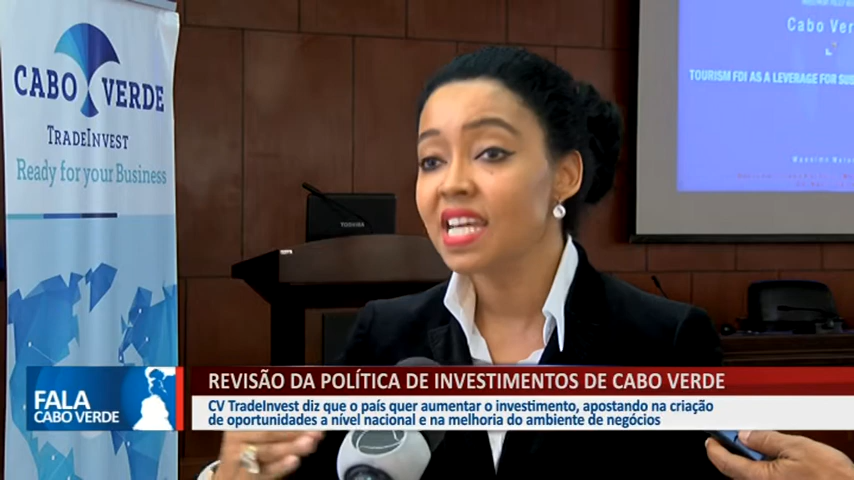 CABO VERDE
TRADEINVEST
Ready for your Business
Cabo Ver
TOURISM FDI AS A LEVERAGE FOR SUS
TOSHIBA
REVISÃO DA POLÍTICA DE INVESTIMENTOS DE CABO VERDE
FALA
CABO VERDE
CV TradeInvest diz que o país quer aumentar o investimento, apostando na criação
de oportunidades a nível nacional e na melhoria do ambiente de negócios